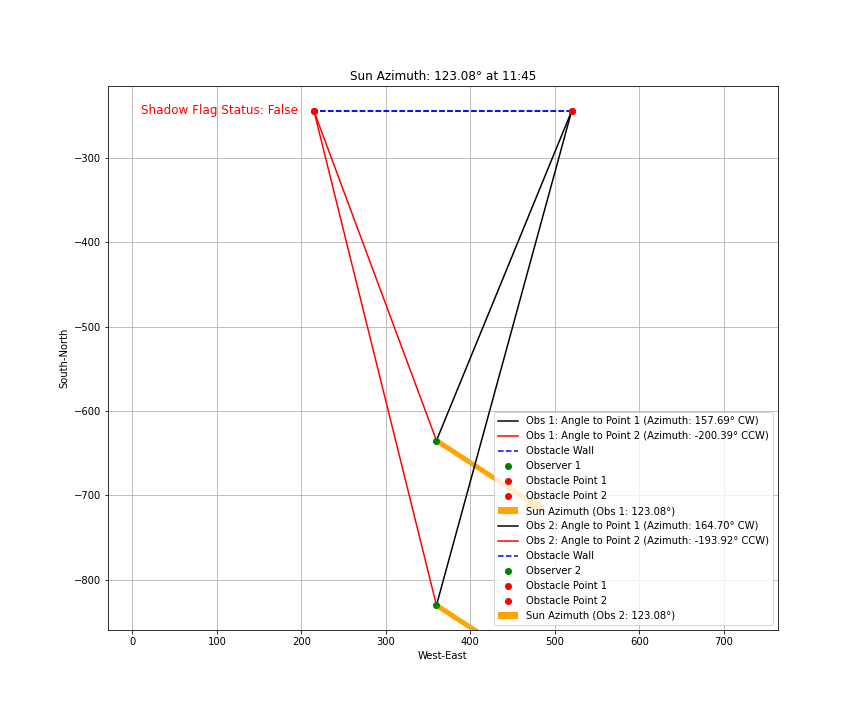 Sun Azimuth: 123.08° at 11:45
Shadow Flag Status: False
−300
−400
−500
−600
−700
−800
South-North
Obs 1: Angle to Point 1 (Azimuth: 157.69° CW)
Obs 1: Angle to Point 2 (Azimuth: -200.39° CCW)
Obstacle Wall
Observer 1
Obstacle Point 1
Obstacle Point 2
Sun Azimuth (Obs 1: 123.08°)
Obs 2: Angle to Point 1 (Azimuth: 164.70° CW)
Obs 2: Angle to Point 2 (Azimuth: -193.92° CCW)
Obstacle Wall
Observer 2
Obstacle Point 1
Obstacle Point 2
Sun Azimuth (Obs 2: 123.08°)
0 100 200 300 400 500 600 700
West-East